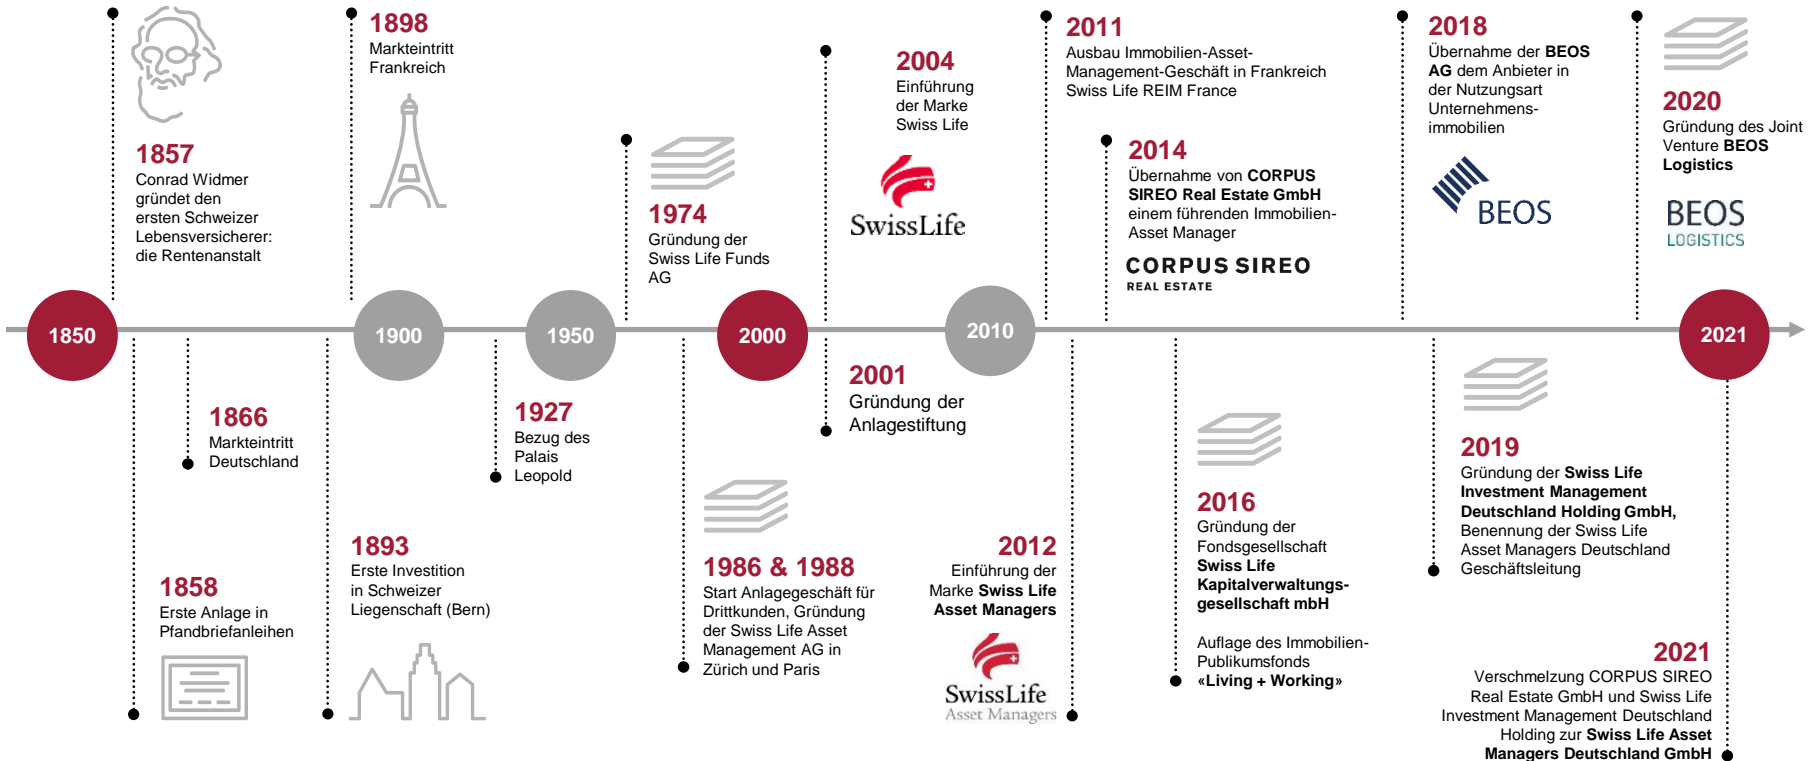 1857
Conrad Widmer
gründet den
ersten Schweizer
Lebensversicherer:
die Rentenanstalt
1898
Markteintritt
Frankreich
1974
Gründung der
Swiss Life Funds
AG
2004
Einführung
der Marke
Swiss Life
SwissLife
2011
Ausbau Immobilien-Asset-
Management-Geschäft in Frankreich
Swiss Life REIM France
2014
Übernahme von CORPUS
SIREO Real Estate GmbH
einem führenden Immobilien-
Asset Manager
CORPUS SIREO
REAL ESTATE
2018
Übernahme der BEOS
AG dem Anbieter in
der Nutzungsart
Unternehmens-
immobilien
BEOS
2020
Gründung des Joint
Venture BEOS
Logistics
BEOS
LOGISTICS
1850
1900
1950
2000
2010
2021
1858
Erste Anlage in
Pfandbriefanleihen
1866
Markteintritt
Deutschland
1893
Erste Investition
in Schweizer
Liegenschaft (Bern)
1927
Bezug des
Palais
Leopold
1986 & 1988
Start Anlagegeschäft für
Drittkunden, Gründung
der Swiss Life Asset
Management AG in
Zürich und Paris
2001
Gründung der
Anlagestiftung
2012
Einführung der
Marke Swiss Life
Asset Managers
SwissLife
Asset Managers
2016
Gründung der
Fondsgesellschaft
Swiss Life
Kapitalverwaltungs-
gesellschaft mbH
Auflage des Immobilien-
Publikumsfonds
«Living + Working»
2019
Gründung der Swiss Life
Investment Management
Deutschland Holding GmbH,
Benennung der Swiss Life
Asset Managers Deutschland
Geschäftsleitung
2021
Verschmelzung CORPUS SIREO
Real Estate GmbH und Swiss Life
Investment Management Deutschland
Holding zur Swiss Life Asset
Managers Deutschland GmbH